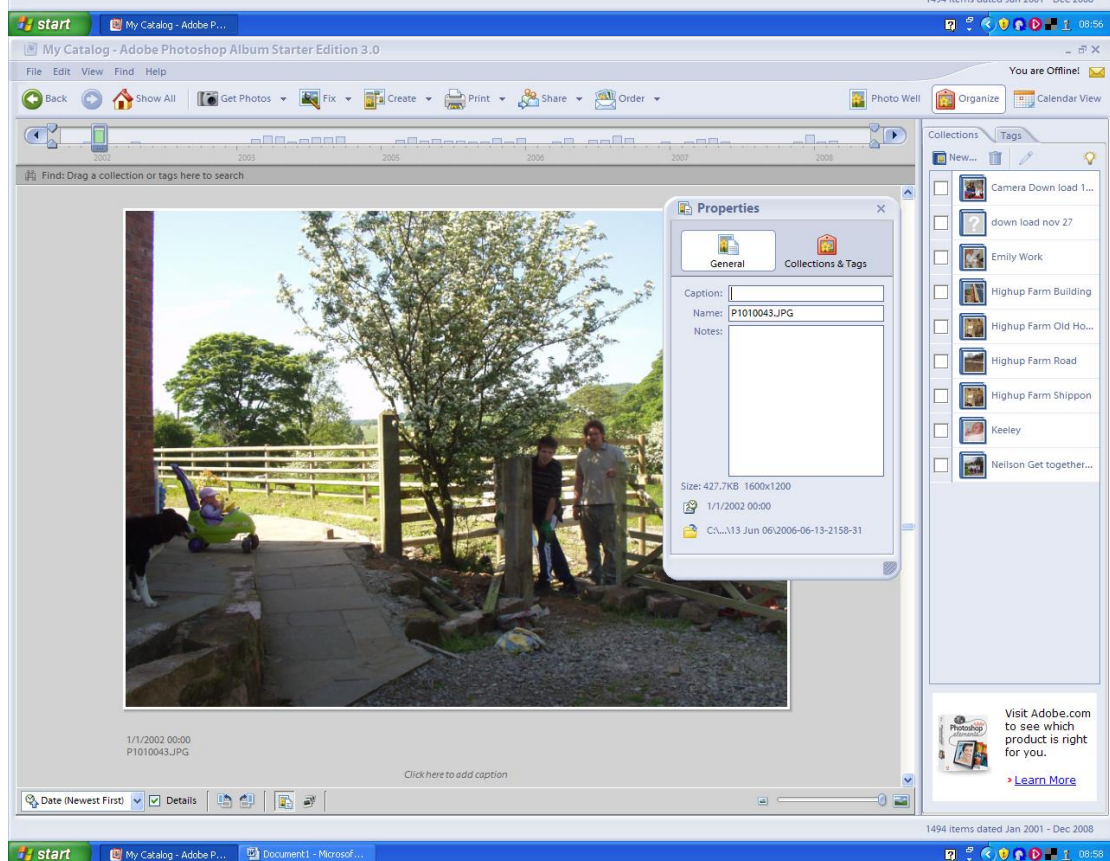 1494 items dated Jan 2001 - Dec 2008
start My Catalog - Adobe P... 08:56
My Catalog - Adobe Photoshop Album Starter Edition 3.0
File Edit View Find Help You are Offline!
Back Show All Get Photos Fix Create Print Share Order Photo Well Organize Calendar View
2002 2003 2005 2006 2007 2008
Find: Drag a collection or tags here to search
Properties
General Collections & Tags
Caption:
Name: P1010043.JPG
Notes:
Size: 427.7KB 1600x1200
1/1/2002 00:00
C:\...\13 Jun 06\2006-06-13-2158-31
1/1/2002 00:00
P1010043.JPG
Click here to add caption
Date (Newest First) Details
Collections Tags
New...
Camera Down load 1...
down load nov 27
Emily Work
Highup Farm Building
Highup Farm Old Ho...
Highup Farm Road
Highup Farm Shippon
Keeley
Neilson Get together...
Photoshop
elements
Visit Adobe.com
to see which
product is right
for you.
Learn More
1494 items dated Jan 2001 - Dec 2008
start My Catalog - Adobe P... Document1 - Microsof... 08:58